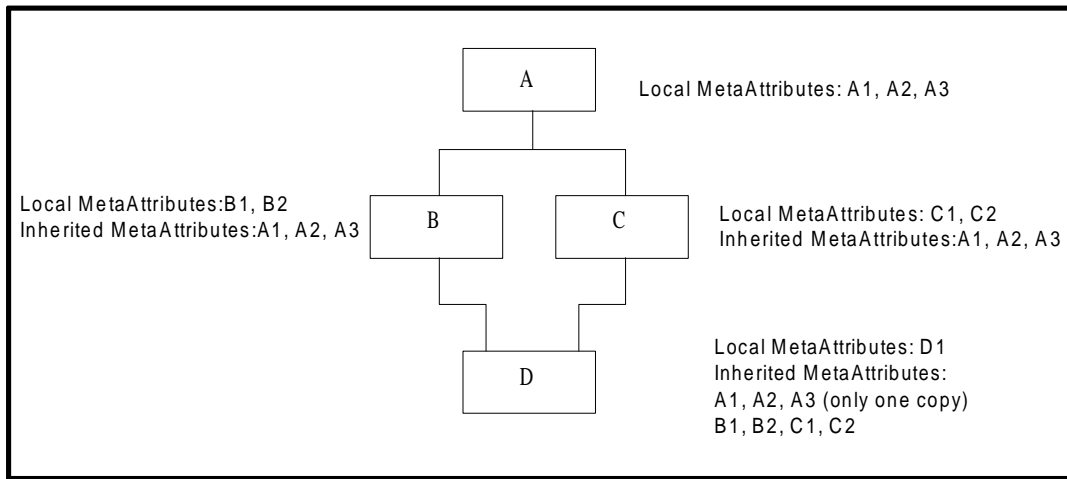 A
Local MetaAttributes: A1, A2, A3
Local MetaAttributes:B1, B2
Inherited MetaAttributes:A1, A2, A3
B
C
Local MetaAttributes: C1, C2
Inherited MetaAttributes:A1, A2, A3
D
Local MetaAttributes: D1
Inherited MetaAttributes:
A1, A2, A3 (only one copy)
B1, B2, C1, C2